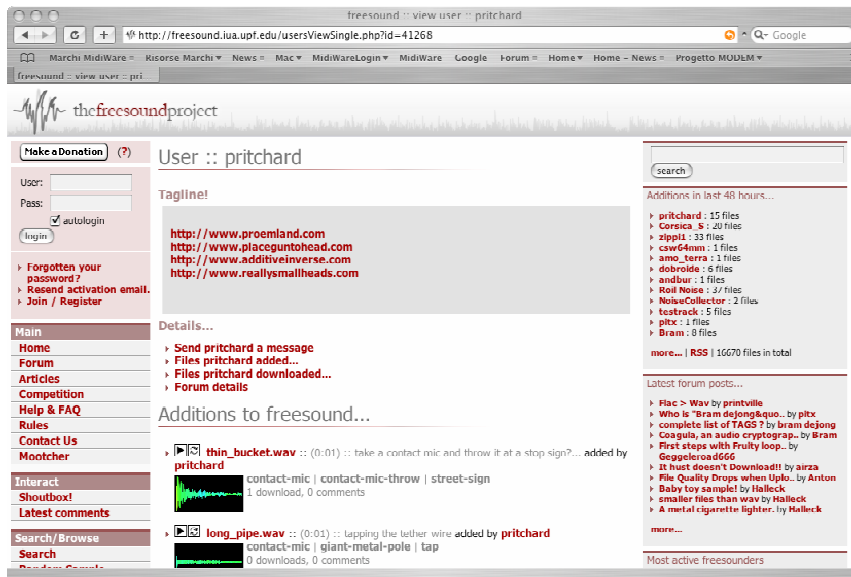 freesound :: view user :: pritchard
http://freesound.iua.upf.edu/usersViewSingle.php?id=41268
Google
Marchi MidiWare Risorse Marchi News Mac MidiWareLogin MidiWare Google Forum Home Home - News Progetto MODEM
freesound :: view user :: pri
thefreesoundproject
Make a Donation (?)
User:
Pass:
autologin
login
Forgotten your
password?
Resend activation email.
Join / Register
Main
Home
Forum
Articles
Competition
Help & FAQ
Rules
Contact Us
Mootcher
Interact
Shoutbox!
Latest comments
Search/Browse
Search
Random Sample
User :: pritchard
Tagline!
http://www.proemland.com
http://www.placeguntohead.com
http://www.additiveinverse.com
http://www.reallysmallheads.com
Details...
Send pritchard a message
Files pritchard added...
Files pritchard downloaded...
Forum details
Additions to freesound...
thin_bucket.wav :: (0:01) :: take a contact mic and throw it at a stop sign?... added by
pritchard
contact-mic | contact-mic-throw | street-sign
1 download, 0 comments
long_pipe.wav :: (0:01) :: tapping the tether wire added by pritchard
contact-mic | giant-metal-pole | tap
0 downloads, 0 comments
search
Additions in last 48 hours...
pritchard : 15 files
Corsica_S : 20 files
zippi1 : 33 files
csw64mm : 1 files
amo_terra : 1 files
dobroide : 6 files
andbur : 1 files
Roil Noise : 37 files
NoiseCollector : 2 files
testrack : 5 files
pltx : 1 files
Bram : 8 files
more... | RSS | 16670 files in total
Latest forum posts...
Flac > Wav by printville
Who is "Bram dejong&quo.. by pltx
complete list of TAGS ? by bram dejong
Coagula, an audio cryptograp.. by Bram
First steps with Fruity loop.. by
Geggeleroad666
It hust doesn't Download!! by airza
File Quality Drops when Uplo.. by Anton
Baby toy sample! by Halleck
smaller files than wav by Halleck
A metal cigarette lighter. by Halleck
more...
Most active freesounders